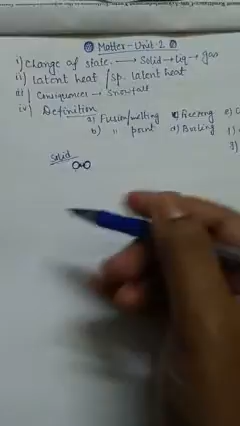 Matter-Unit-2
i) Change of state. → Solid → Liq → gas
ii) Latent heat / Sp. latent heat
iii) Consequences → Snowfall
iv) Definition
a) Fusion/melting
b) " point
d) Boiling
Solid